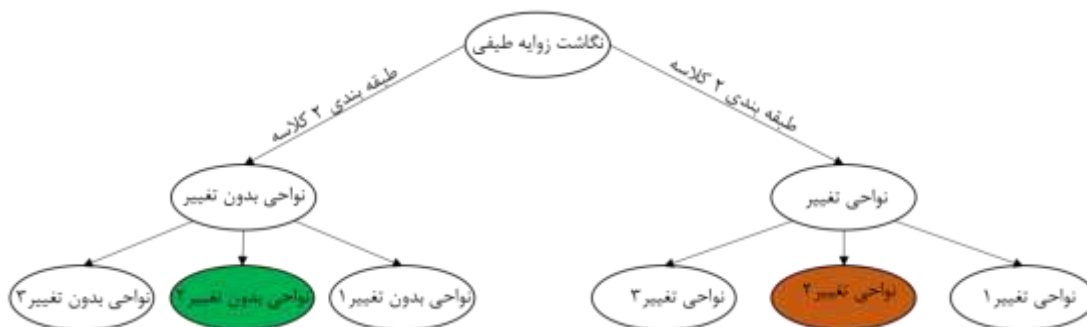 نگاشت زوایه طیفی
طبقه بندی ۲ کلاسه
طبقه بندی ۲ کلاسه
نواحی تغییر
نواحی بدون تغییر
نواحی تغییر۱
نواحی تغییر۲
نواحی تغییر۳
نواحی بدون تغییر۱
نواحی بدون تغییر۲
نواحی بدون تغییر۳